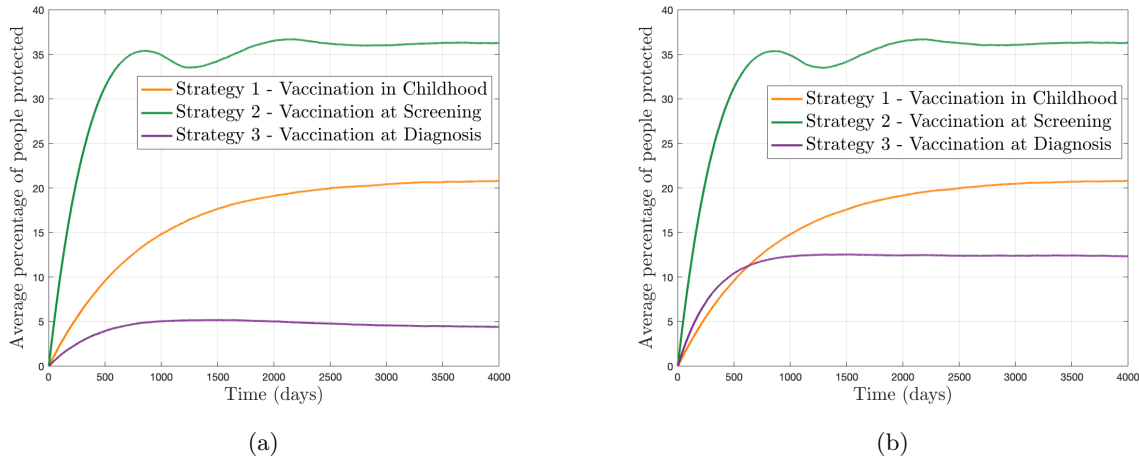 Average percentage of people protected
40
35
30
25
20
15
10
5
0
Strategy 1 - Vaccination in Childhood
Strategy 2 - Vaccination at Screening
Strategy 3 - Vaccination at Diagnosis
0 500 1000 1500 2000 2500 3000 3500 4000
Time (days)
(a)
Average percentage of people protected
40
35
30
25
20
15
10
5
0
Strategy 1 - Vaccination in Childhood
Strategy 2 - Vaccination at Screening
Strategy 3 - Vaccination at Diagnosis
0 500 1000 1500 2000 2500 3000 3500 4000
Time (days)
(b)